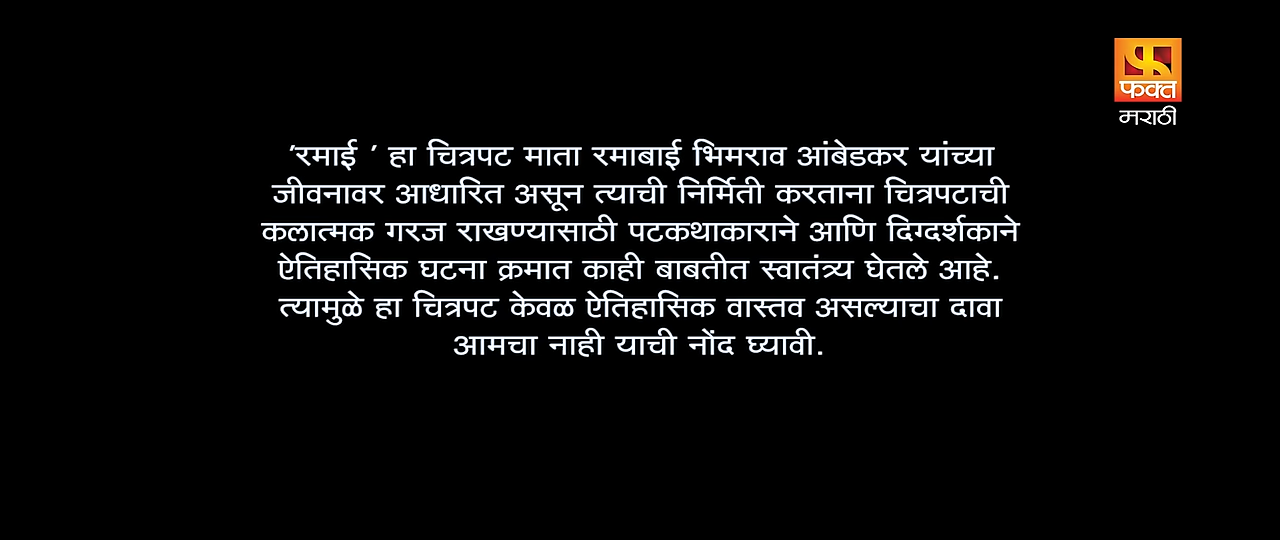 फक्त
मराठी
’रमाई ’ हा चित्रपट माता रमाबाई भिमराव आंबेडकर यांच्या
जीवनावर आधारित असून त्याची निर्मिती करताना चित्रपटाची
कलात्मक गरज राखण्यासाठी पटकथाकाराने आणि दिग्दर्शकाने
ऐतिहासिक घटना क्रमात काही बाबतीत स्वातंत्र्य घेतले आहे.
त्यामुळे हा चित्रपट केवळ ऐतिहासिक वास्तव असल्याचा दावा
आमचा नाही याची नोंद घ्यावी.